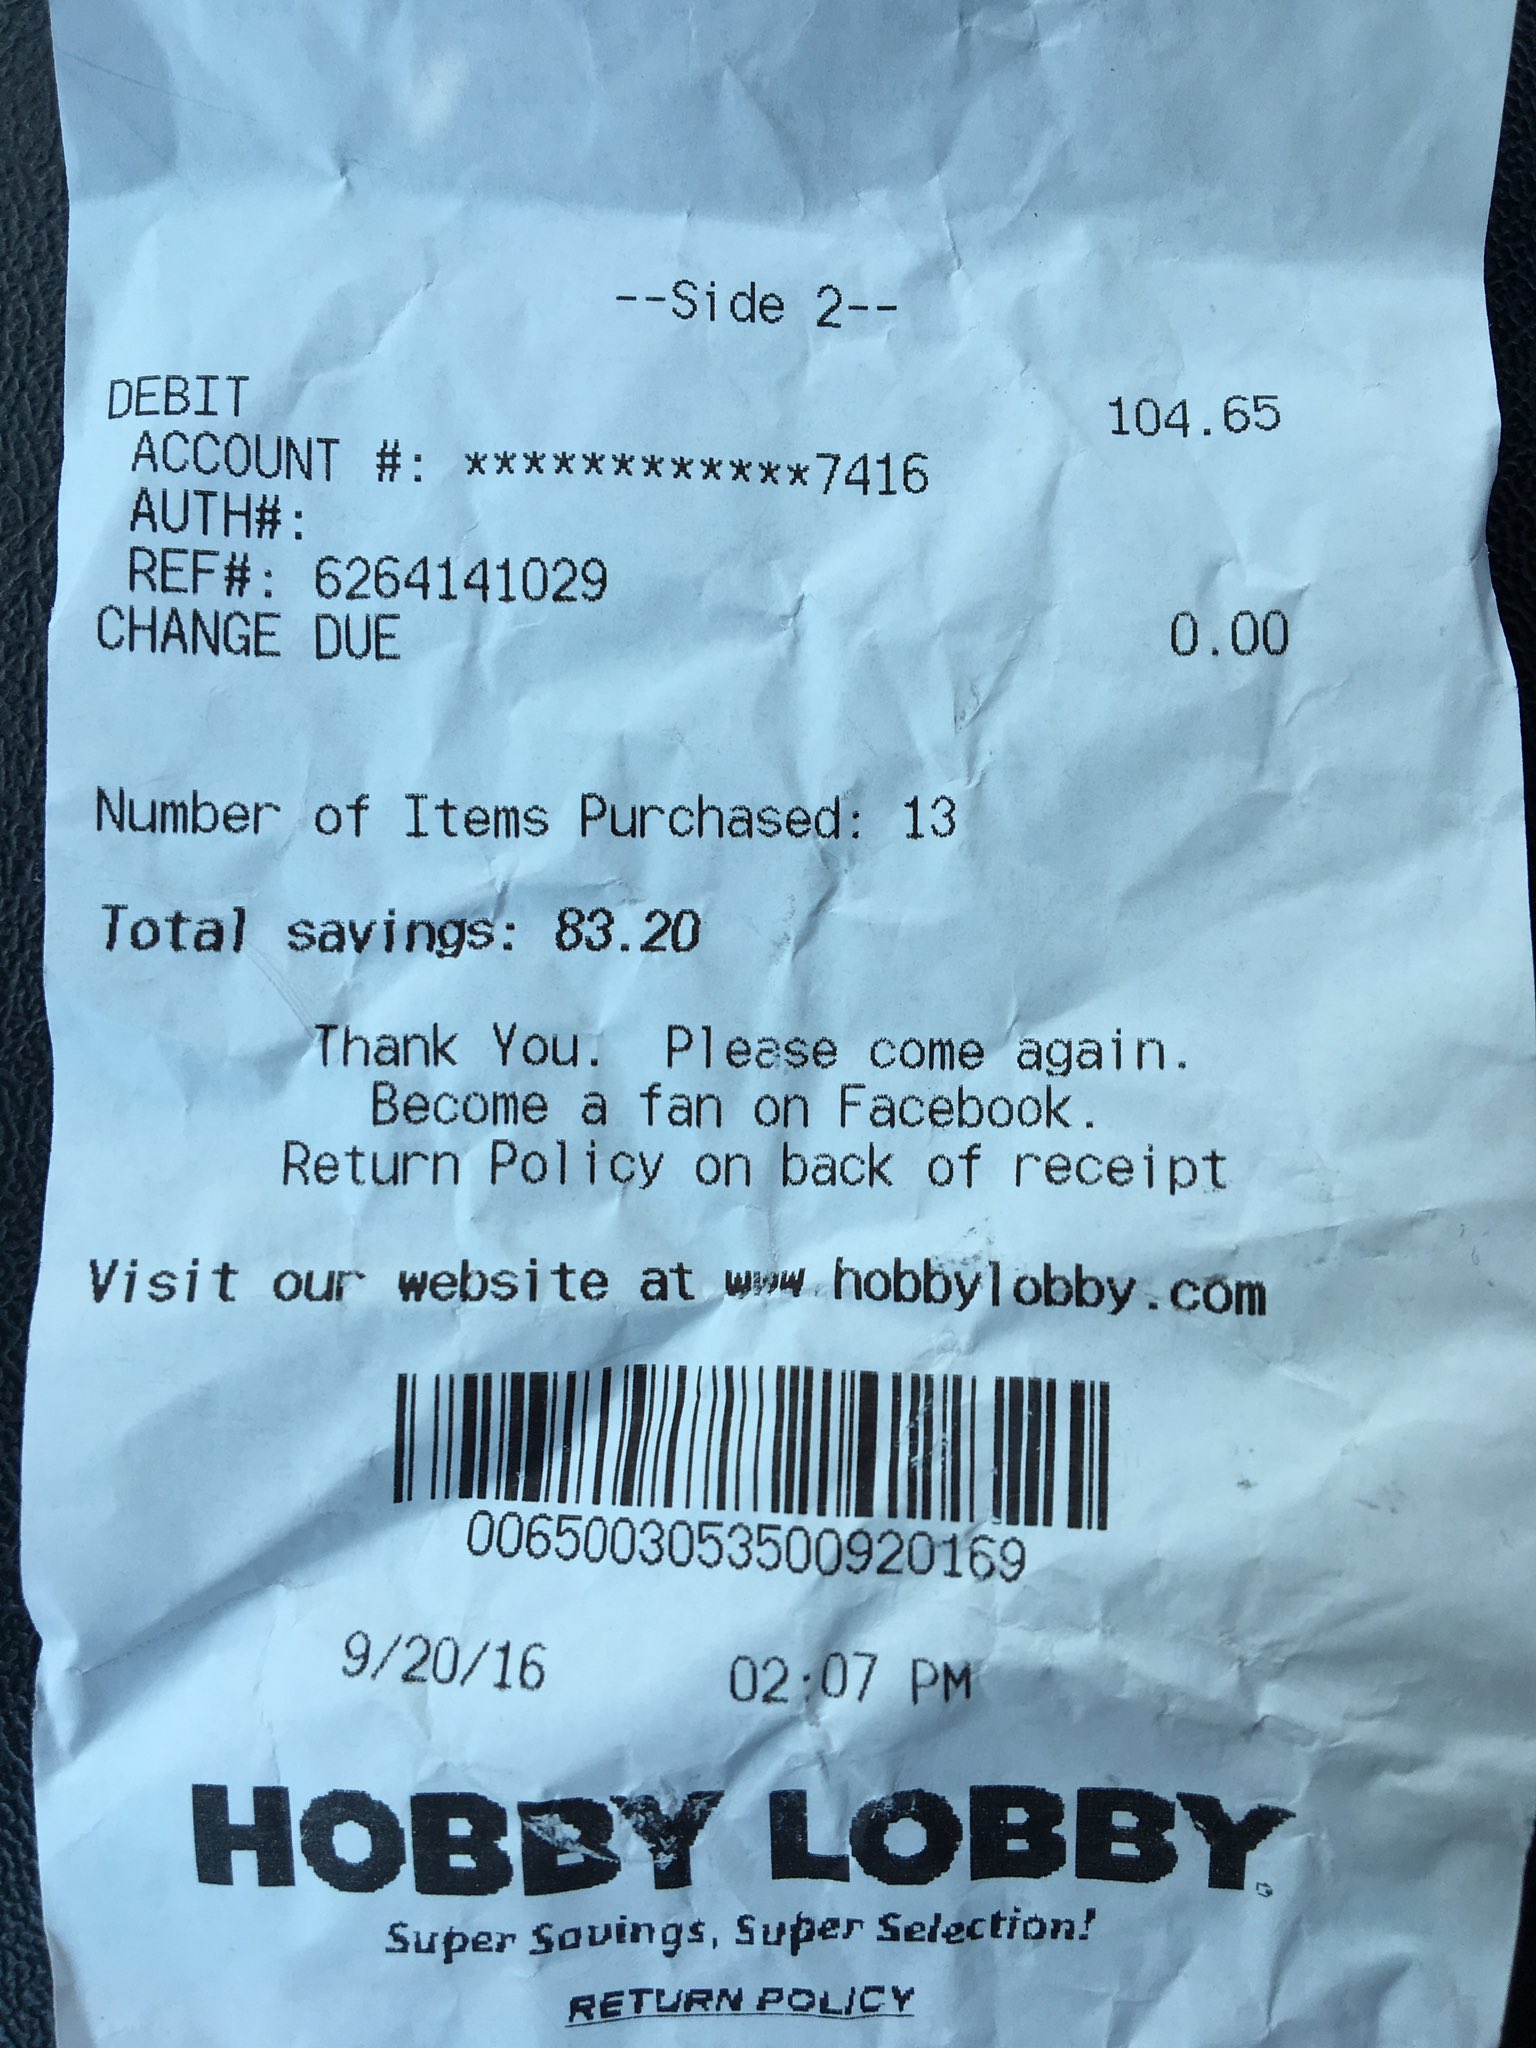 --Side 2--
DEBIT 104.65
ACCOUNT #: ************7416
AUTH#:
REF#: 6264141029
CHANGE DUE 0.00
Number of Items Purchased: 13
Total savings: 83.20
Thank You. Please come again.
Become a fan on Facebook.
Return Policy on back of receipt
Visit our website at www.hobbylobby.com
0065003053500920169
9/20/16 02:07 PM
HOBBY LOBBY
Super Savings, Super Selection!
RETURN POLICY